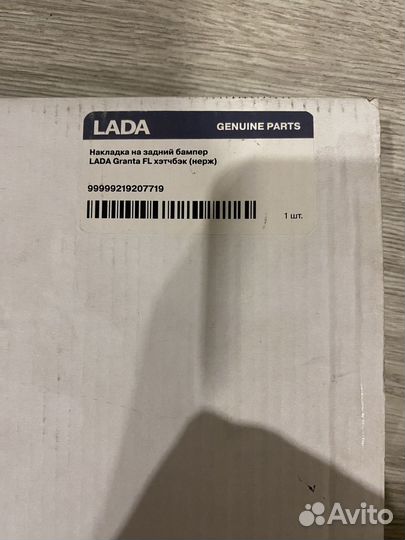 LADA GENUINE PARTS
Накладка на задний бампер
LADA Granta FL хэтчбэк (нерж)
99999219207719
1 шт.
Avito